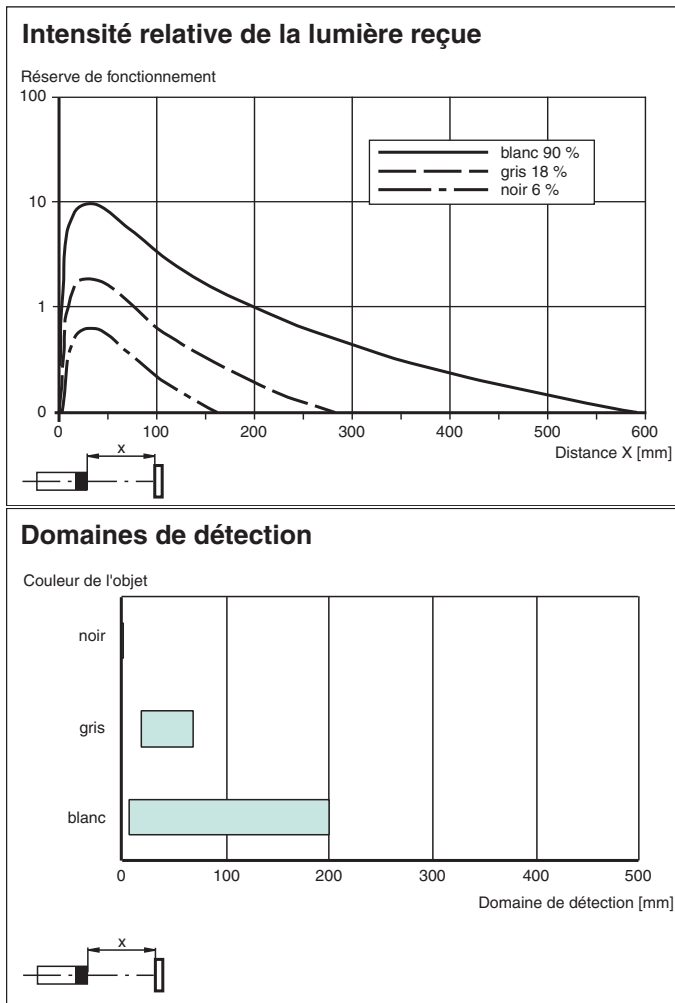 Intensité relative de la lumière reçue
Réserve de fonctionnement
100
10
1
0
blanc 90 %
gris 18 %
noir 6 %
0 100 200 300 400 500 600
Distance X [mm]
x
Domaines de détection
Couleur de l'objet
noir
gris
blanc
0 100 200 300 400 500
Domaine de détection [mm]
x